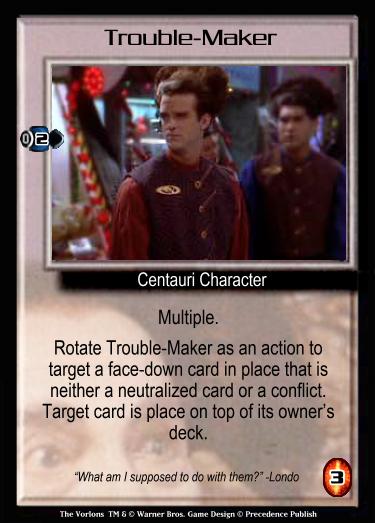 Trouble-Maker
0 2
Centauri Character
Multiple.
Rotate Trouble-Maker as an action to
target a face-down card in place that is
neither a neutralized card or a conflict.
Target card is place on top of its owner's
deck.
"What am I supposed to do with them?" -Londo
3
The Vorlons TM & © Warner Bros. Game Design © Precedence Publish